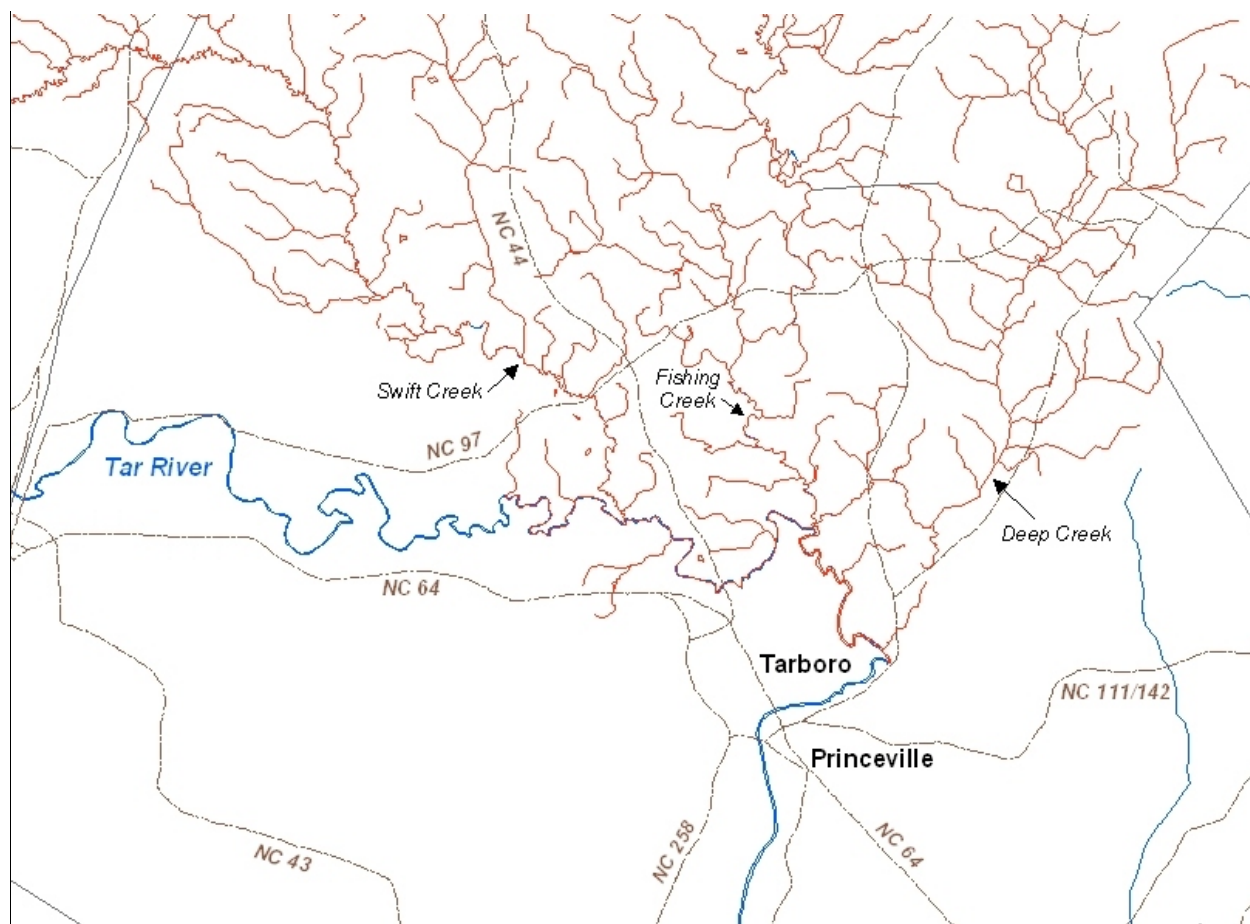 NC 44
Swift Creek
Fishing
Creek
NC 97
Tar River
Deep Creek
NC 64
Tarboro
NC 111/142
Princeville
NC 258
NC 64
NC 43